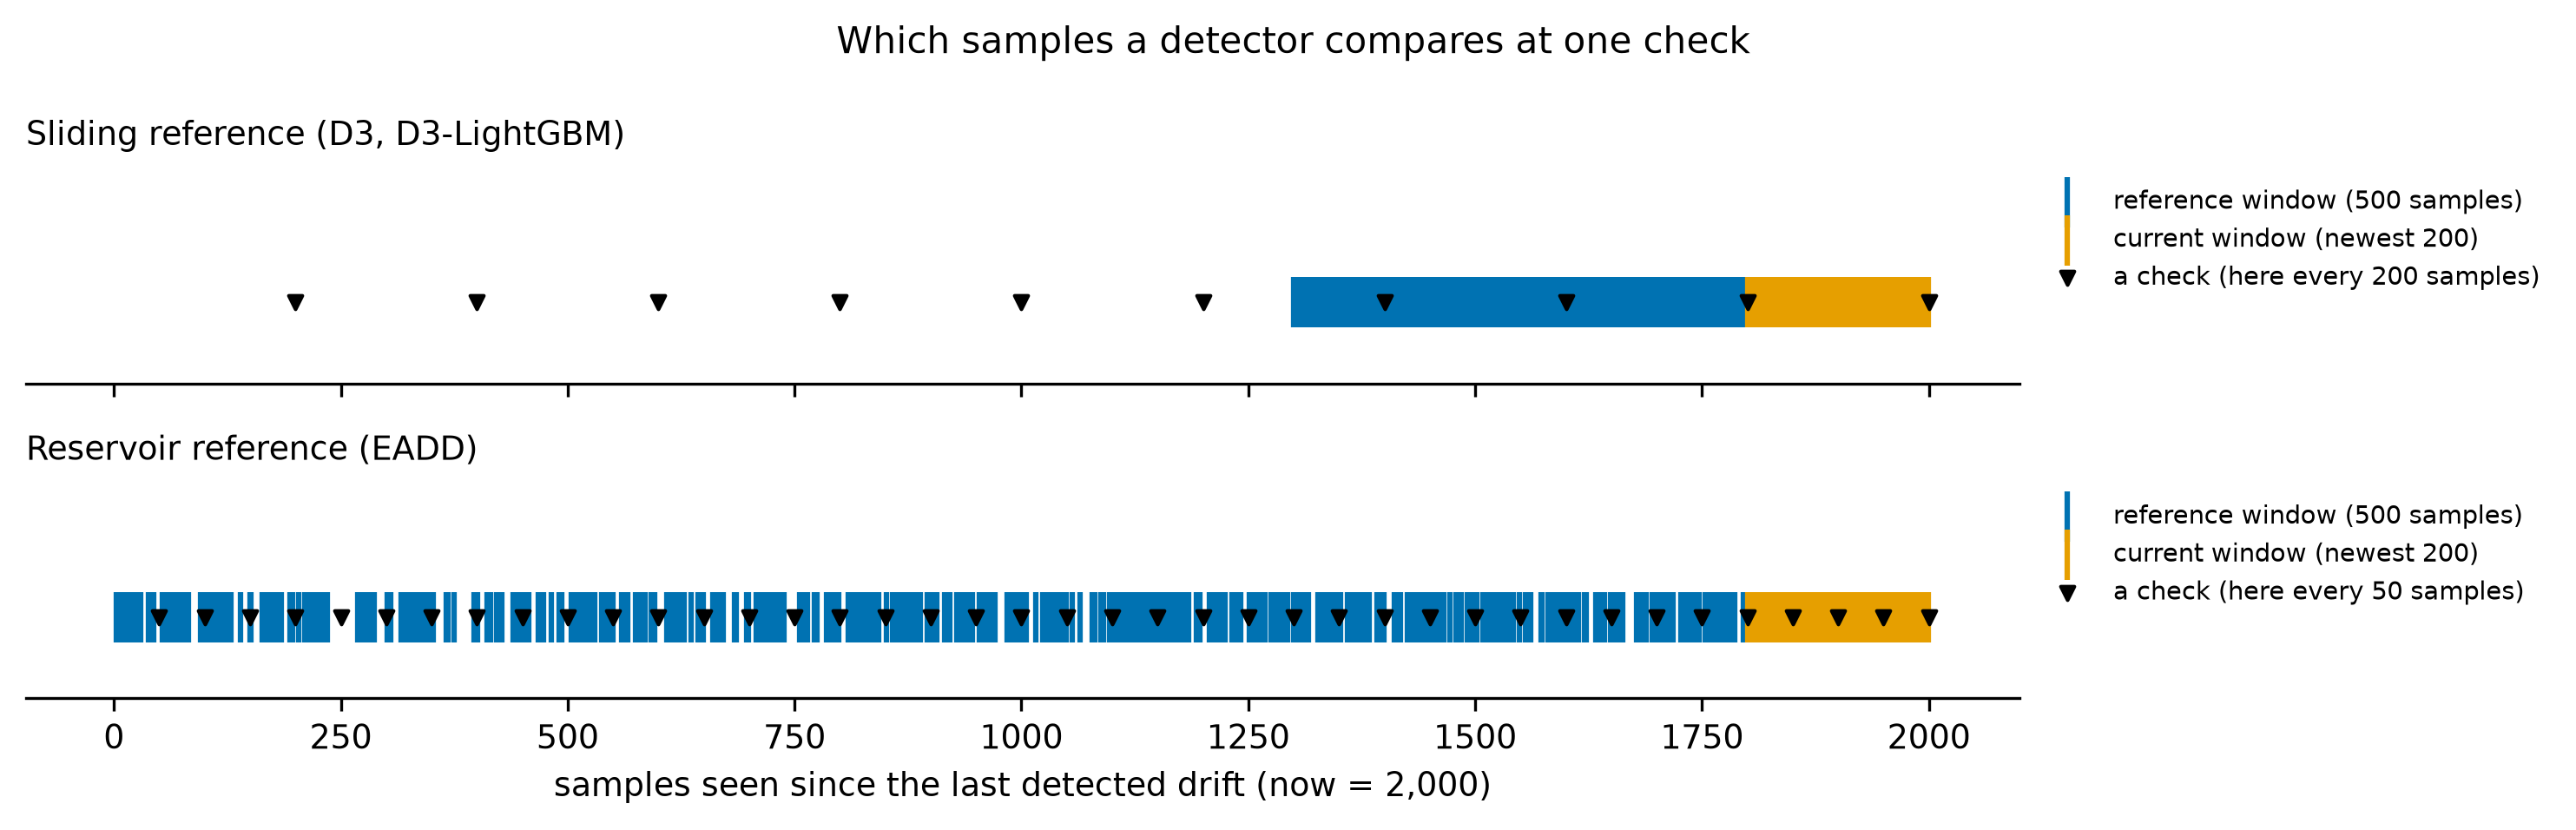 Which samples a detector compares at one check
Sliding reference (D3, D3-LightGBM)
reference window (500 samples)
current window (newest 200)
a check (here every 200 samples)
Reservoir reference (EADD)
reference window (500 samples)
current window (newest 200)
a check (here every 50 samples)
0 250 500 750 1000 1250 1500 1750 2000
samples seen since the last detected drift (now = 2,000)